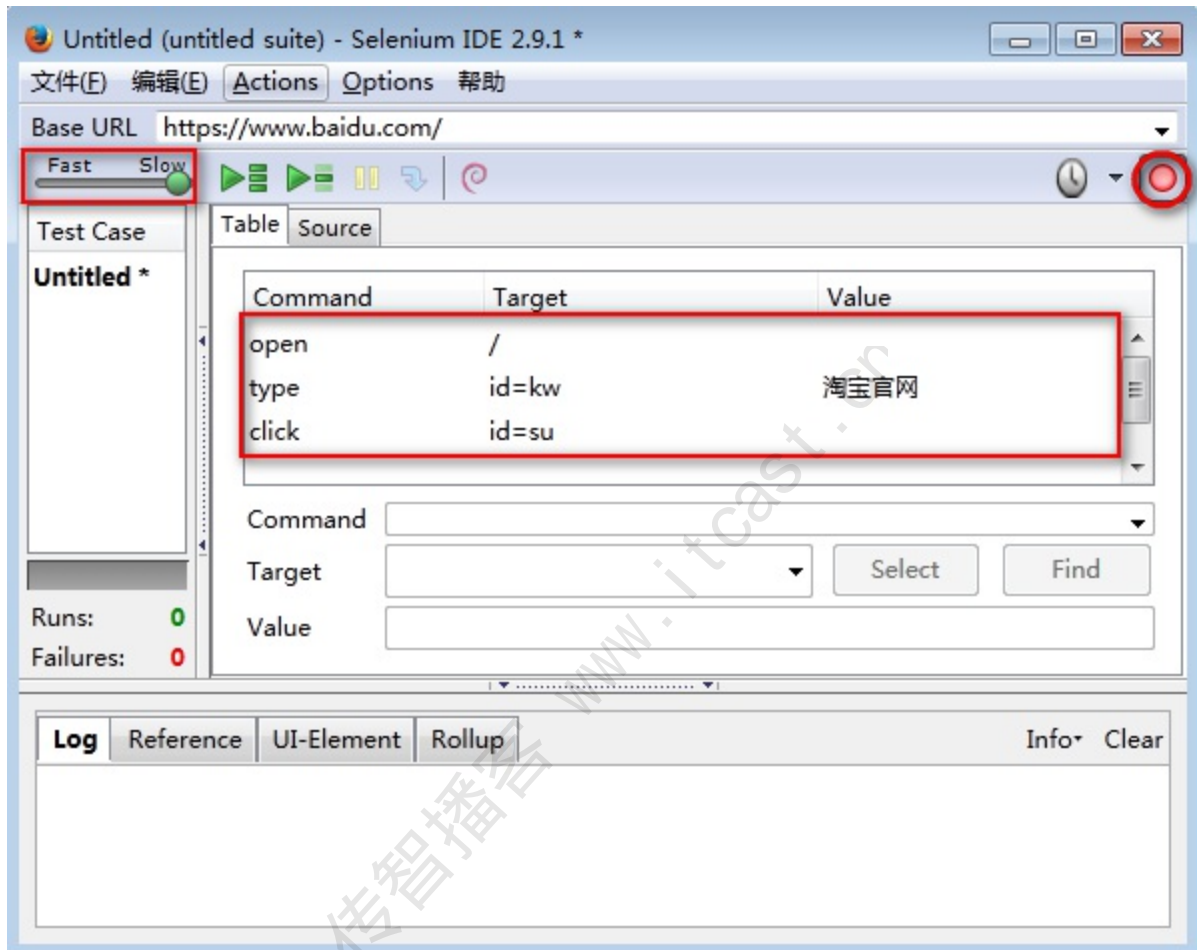 Untitled (untitled suite) - Selenium IDE 2.9.1 *
文件(F) 编辑(E) Actions Options 帮助
Base URL https://www.baidu.com/
Fast Slow
Test Case
Untitled *
Table Source
Command Target Value
open /
type id=kw 淘宝官网
click id=su
Command
Target Select Find
Value
Runs: 0
Failures: 0
Log Reference UI-Element Rollup Info Clear
传智播客 www.itcast.cn